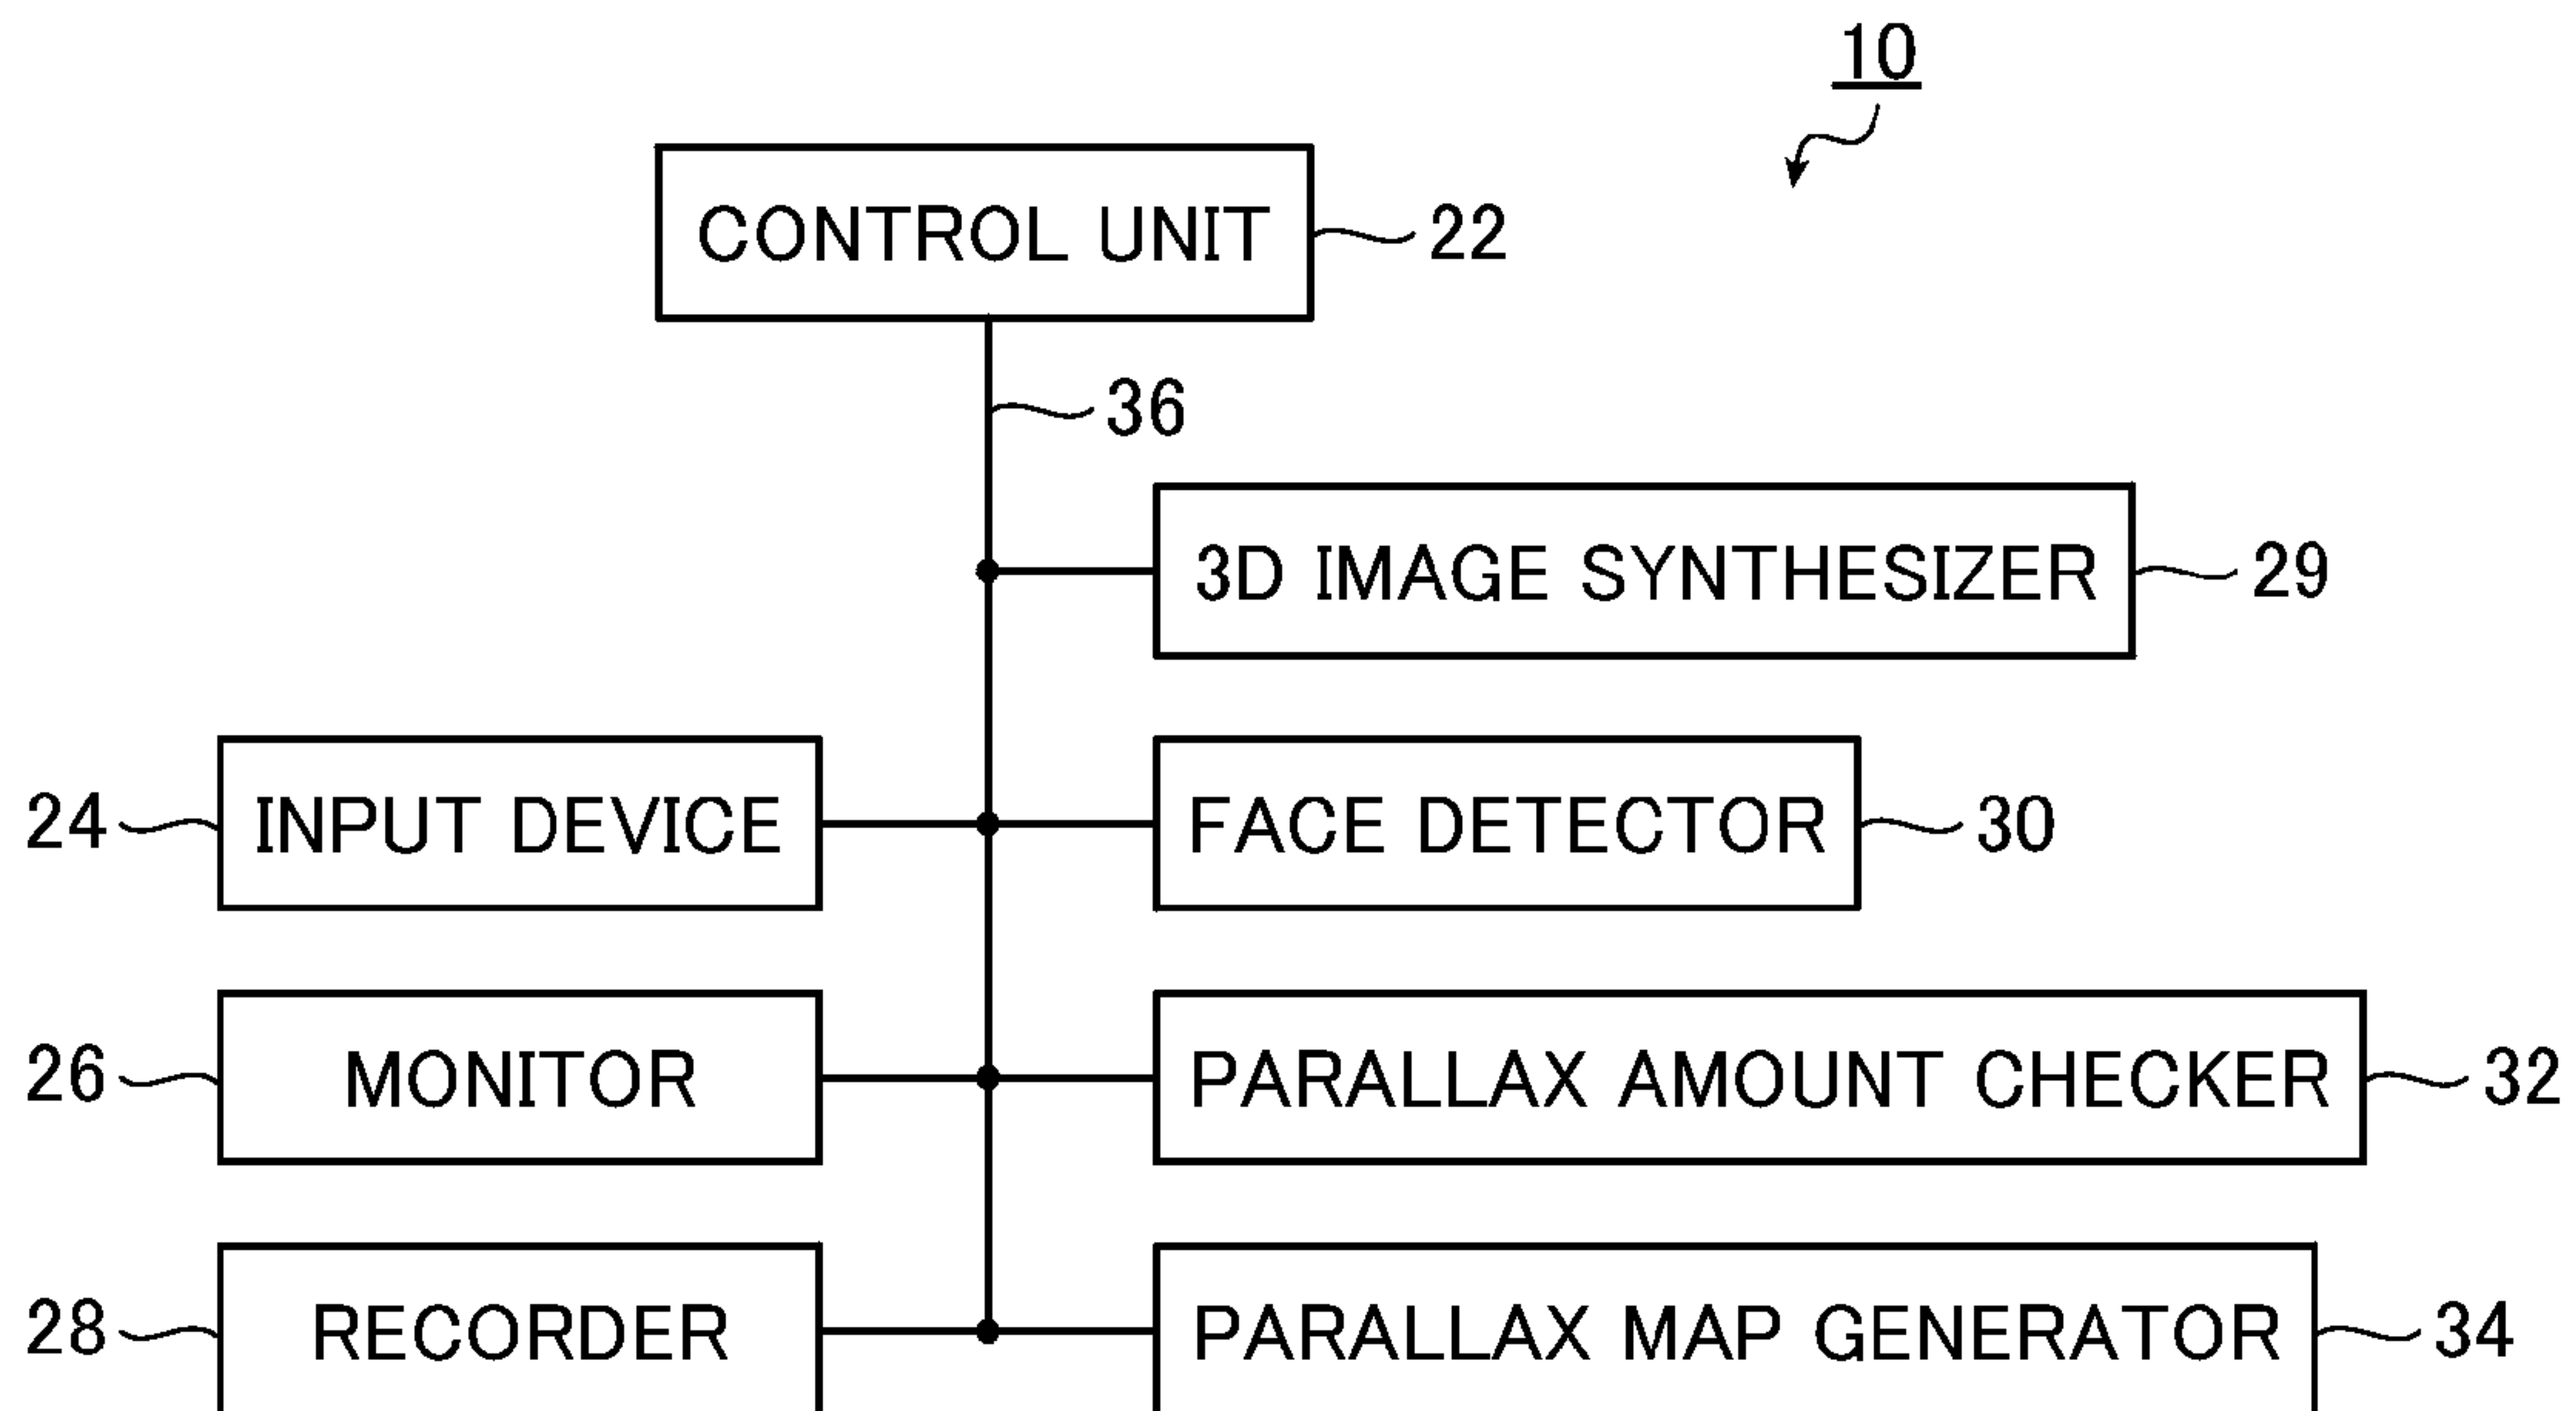 10
CONTROL UNIT 22
36
3D IMAGE SYNTHESIZER 29
24 INPUT DEVICE FACE DETECTOR 30
26 MONITOR PARALLAX AMOUNT CHECKER 32
28 RECORDER PARALLAX MAP GENERATOR 34